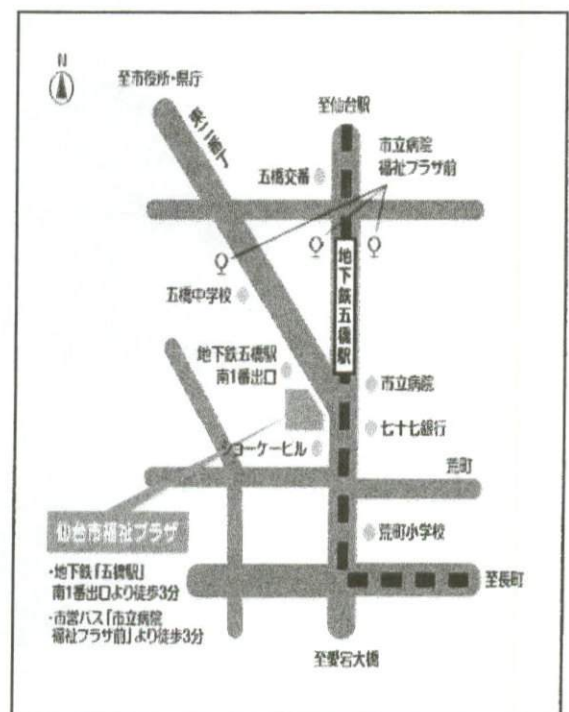 N
至市役所・県庁
東二番丁
至仙台駅
市立病院
福祉プラザ前
五橋交番
地下鉄五橋駅
五橋中学校
地下鉄五橋駅
南1番出口
市立病院
七十七銀行
ショーケービル
荒町
仙台市福祉プラザ
荒町小学校
・地下鉄「五橋駅」
南1番出口より徒歩3分
・市営バス「市立病院
福祉プラザ前」より徒歩3分
至長町
至愛宕大橋